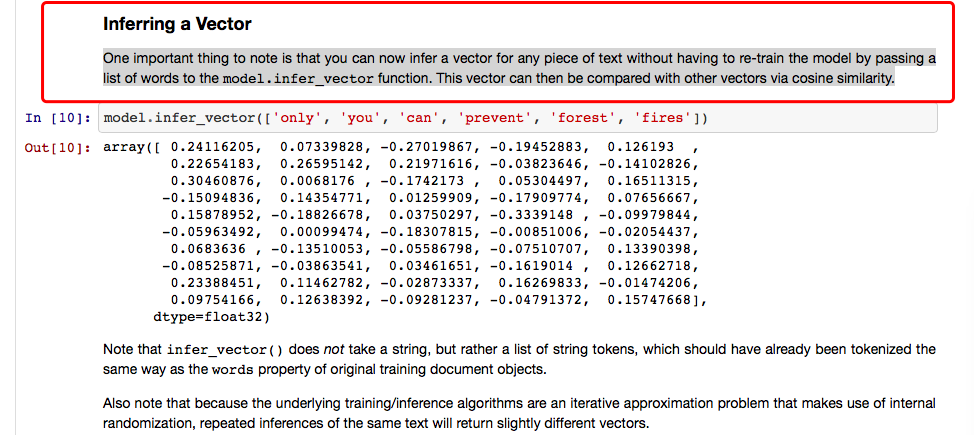 Inferring a Vector
One important thing to note is that you can now infer a vector for any piece of text without having to re-train the model by passing a
list of words to the model.infer_vector function. This vector can then be compared with other vectors via cosine similarity.
In [10]: model.infer_vector(['only', 'you', 'can', 'prevent', 'forest', 'fires'])
Out[10]: array([ 0.24116205,  0.07339828, -0.27019867, -0.19452883,  0.126193  ,
0.22654183,  0.26595142,  0.21971616, -0.03823646, -0.14102826,
0.30460876,  0.0068176 , -0.1742173 ,  0.05304497,  0.16511315,
-0.15094836,  0.14354771,  0.01259909, -0.17909774,  0.07656667,
0.15878952, -0.18826678,  0.03750297, -0.3339148 , -0.09979844,
-0.05963492,  0.00099474, -0.18307815, -0.00851006, -0.02054437,
0.0683636 , -0.13510053, -0.05586798, -0.07510707,  0.13390398,
-0.08525871, -0.03863541,  0.03461651, -0.1619014 ,  0.12662718,
0.23388451,  0.11462782, -0.02873337,  0.16269833, -0.01474206,
0.09754166,  0.12638392, -0.09281237, -0.04791372,  0.15747668],
dtype=float32)
Note that infer_vector() does not take a string, but rather a list of string tokens, which should have already been tokenized the
same way as the words property of original training document objects.
Also note that because the underlying training/inference algorithms are an iterative approximation problem that makes use of internal
randomization, repeated inferences of the same text will return slightly different vectors.